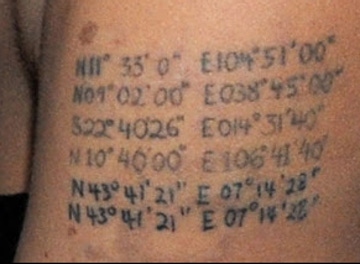 N11° 33' 0" E104°51'00"
N09°02'00" E038°45'00"
S22°40'26" E014°31'40"
N10°46'00" E106°41'40"
N43°41'21" E 07°14'28"
N43°41'21" E 07°14'28"